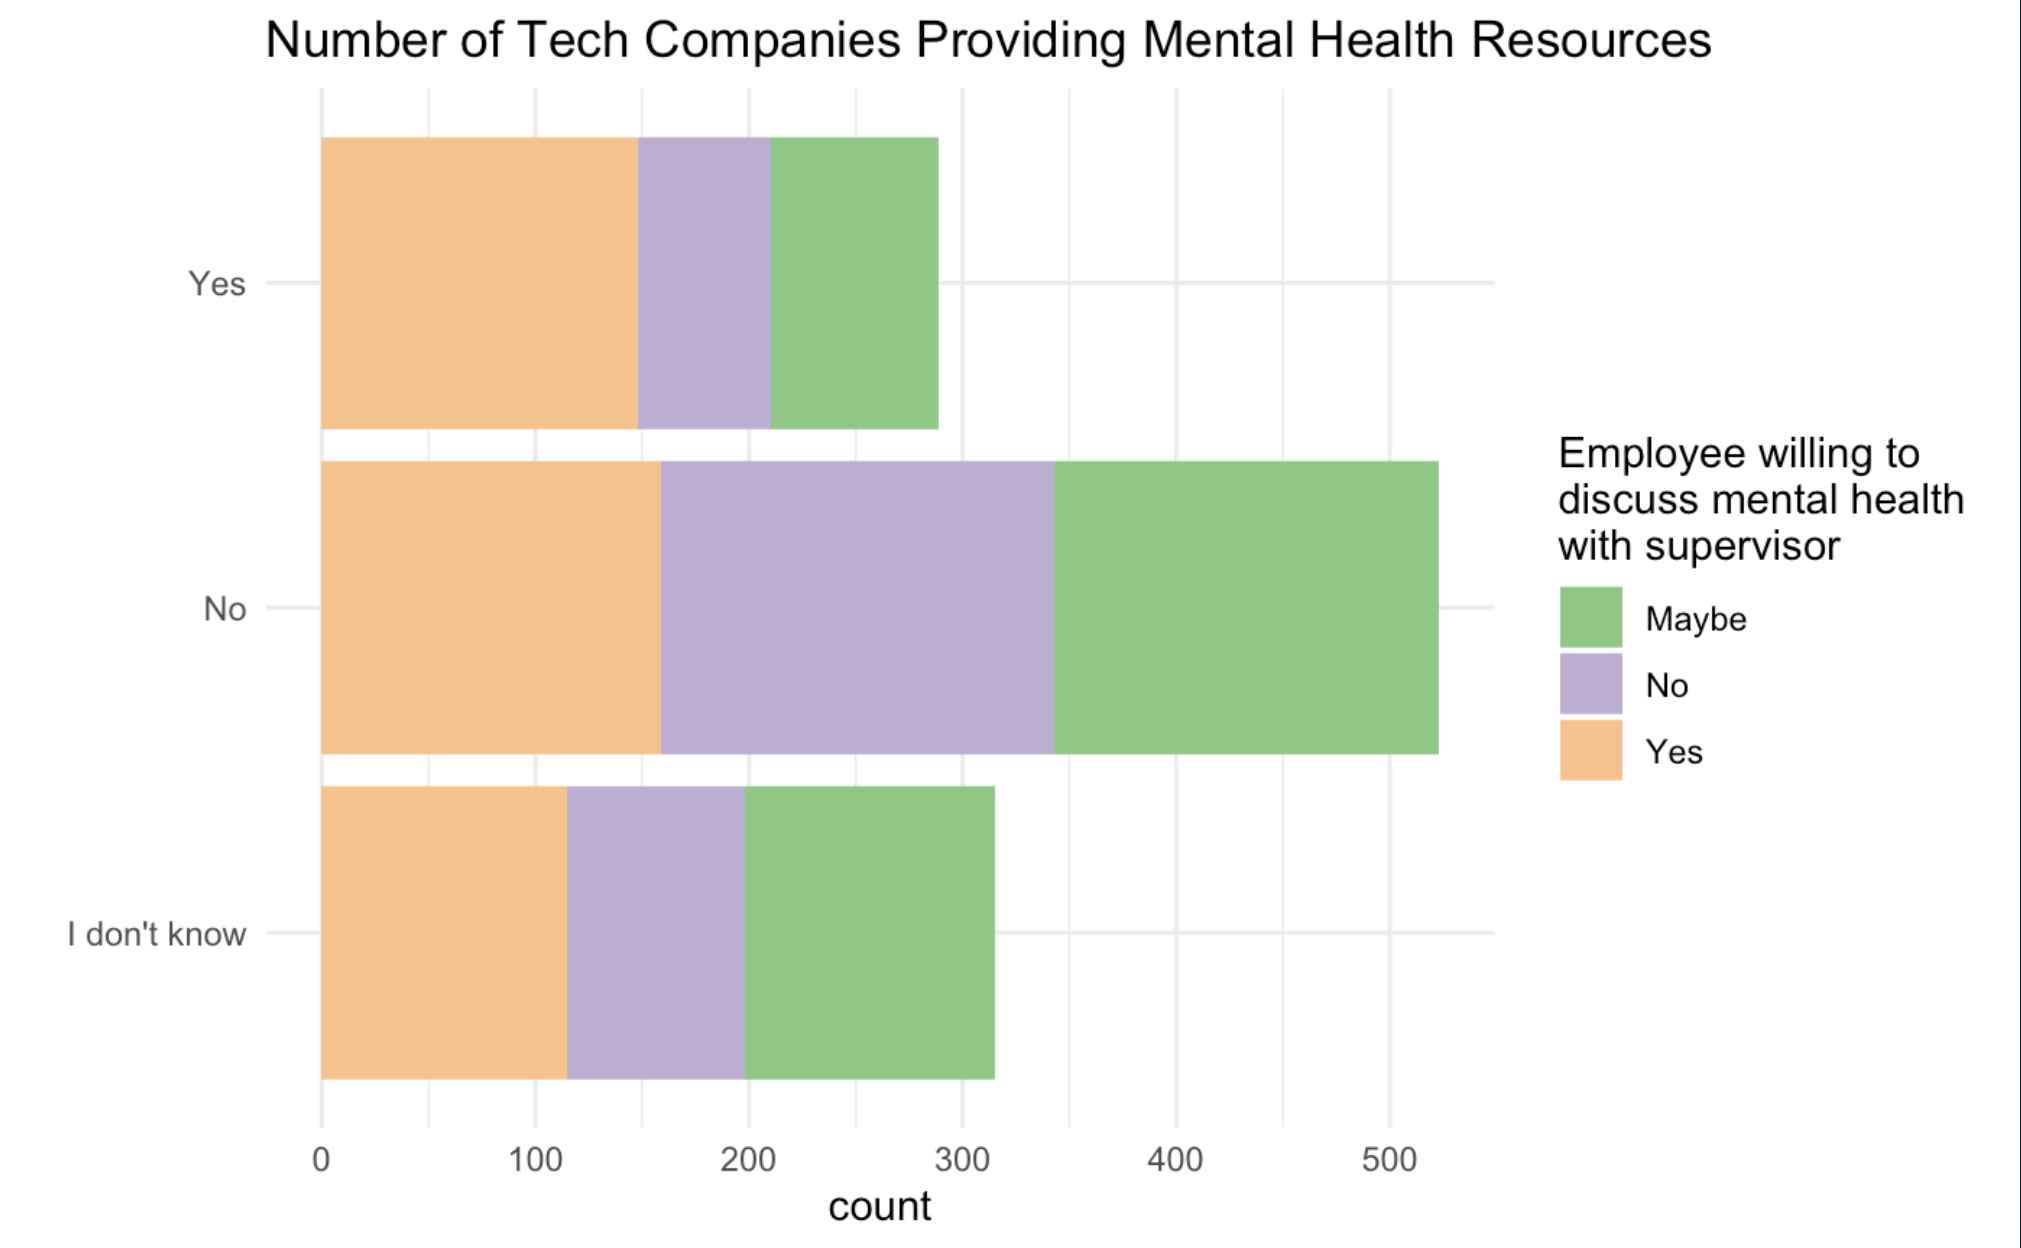 Number of Tech Companies Providing Mental Health Resources
Yes
No
I don't know
0 100 200 300 400 500
count
Employee willing to
discuss mental health
with supervisor
Maybe
No
Yes